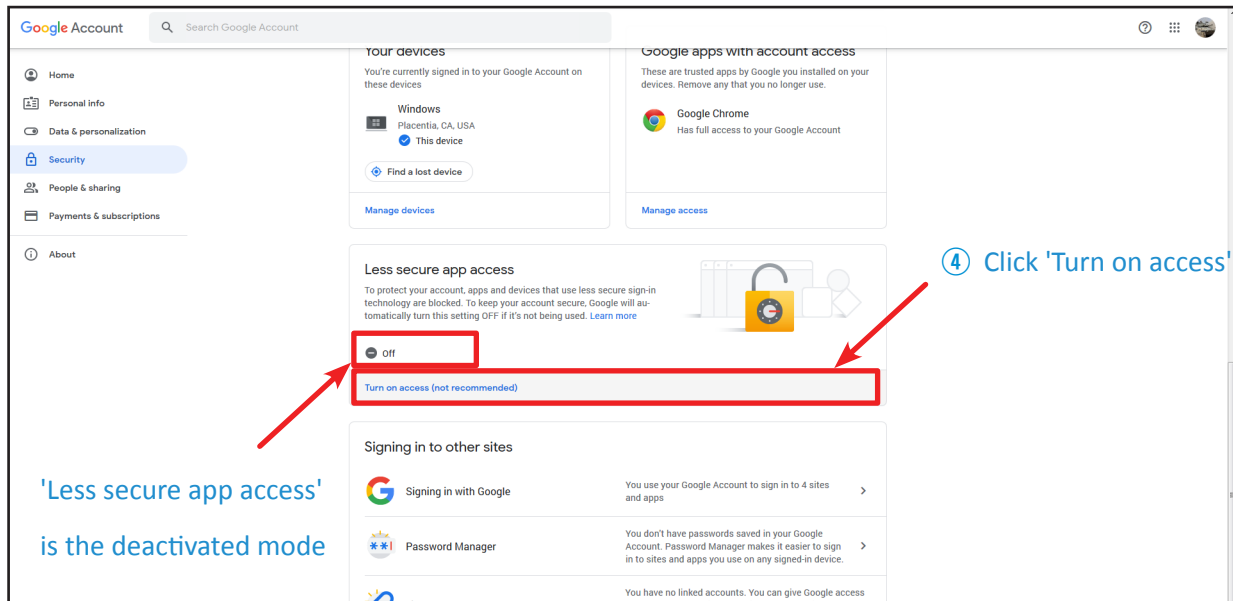 Google Account
Search Google Account
Home
Personal info
Data & personalization
Security
People & sharing
Payments & subscriptions
About
Your devices
You're currently signed in to your Google Account on
these devices
Windows
Placentia, CA, USA
This device
Find a lost device
Manage devices
Google apps with account access
These are trusted apps by Google you installed on your
devices. Remove any that you no longer use.
Google Chrome
Has full access to your Google Account
Manage access
Less secure app access
To protect your account, apps and devices that use less secure sign-in
technology are blocked. To keep your account secure, Google will au-
tomatically turn this setting OFF if it's not being used. Learn more
Off
Turn on access (not recommended)
④ Click 'Turn on access'
'Less secure app access'
is the deactivated mode
Signing in to other sites
Signing in with Google
You use your Google Account to sign in to 4 sites
and apps
Password Manager
You don't have passwords saved in your Google
Account. Password Manager makes it easier to sign
in to sites and apps you use on any signed-in device.
You have no linked accounts. You can give Google access